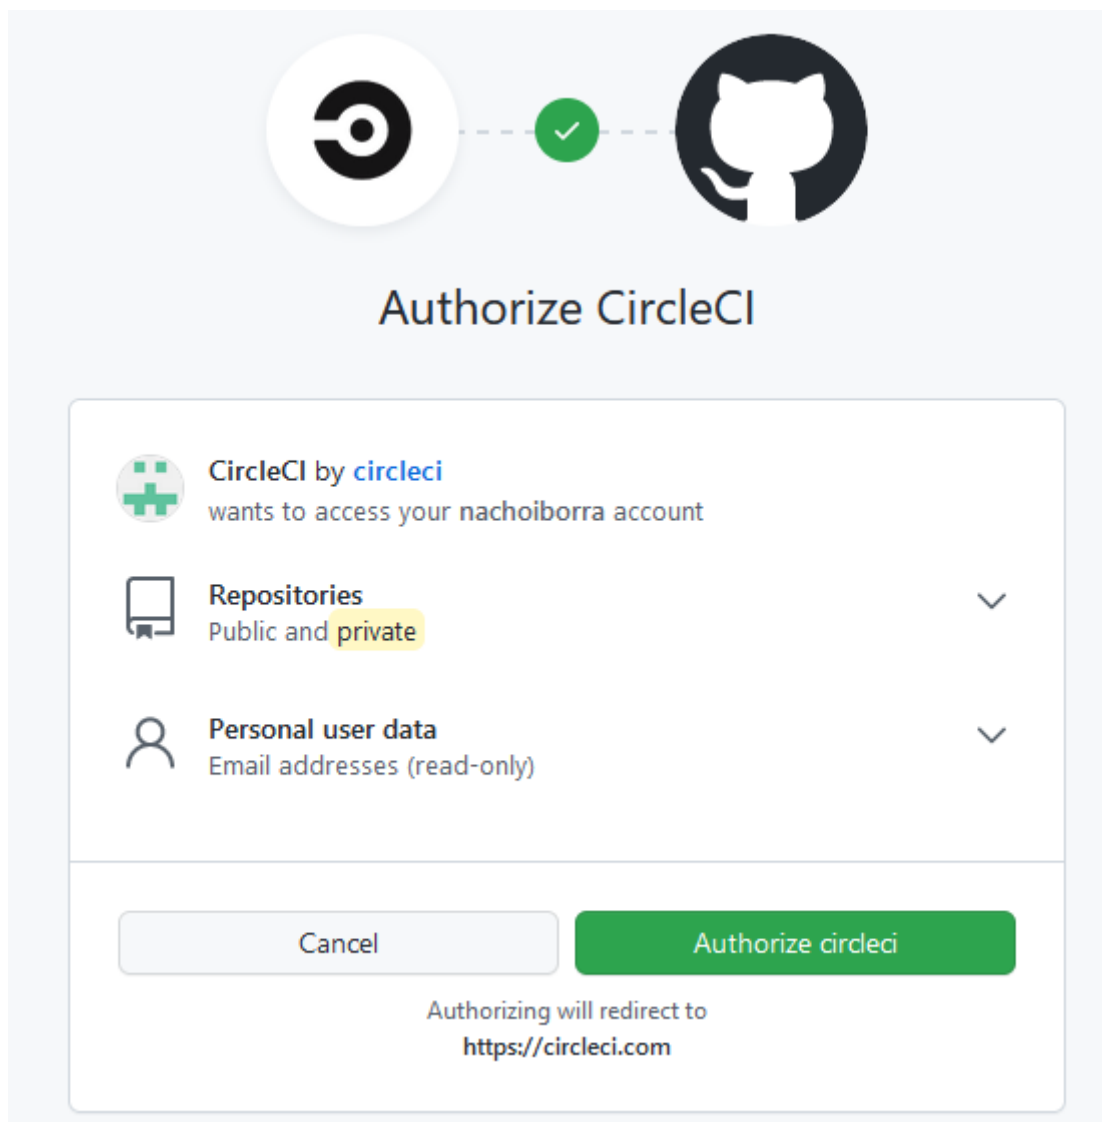 Authorize CircleCI
CircleCI by circleci
wants to access your nachoiborra account
Repositories
Public and private
Personal user data
Email addresses (read-only)
Cancel
Authorize circleci
Authorizing will redirect to
https://circleci.com